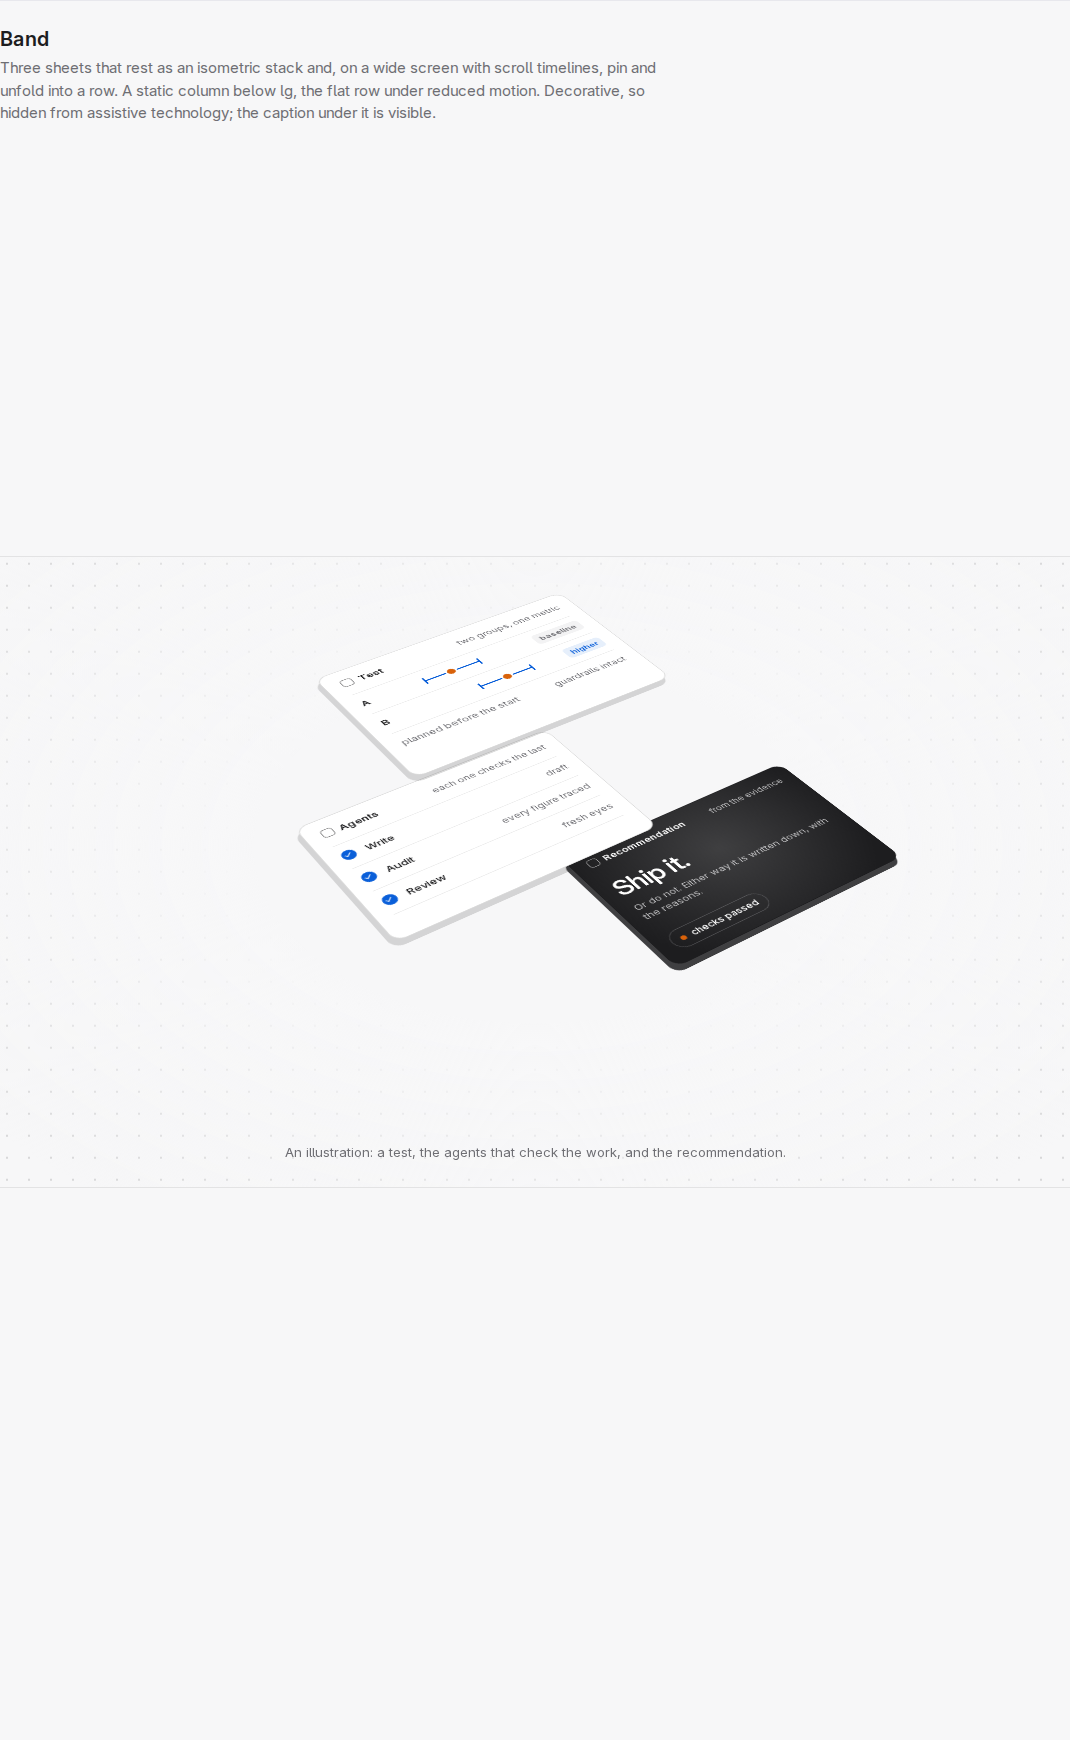 Band
Three sheets that rest as an isometric stack and, on a wide screen with scroll timelines, pin and
unfold into a row. A static column below lg, the flat row under reduced motion. Decorative, so
hidden from assistive technology; the caption under it is visible.
Test
two groups, one metric
A
baseline
B
higher
planned before the start
guardrails intact
Agents
each one checks the last
Write
draft
Audit
every figure traced
Review
fresh eyes
Recommendation
from the evidence
Ship it.
Or do not. Either way it is written down, with
the reasons.
checks passed
An illustration: a test, the agents that check the work, and the recommendation.